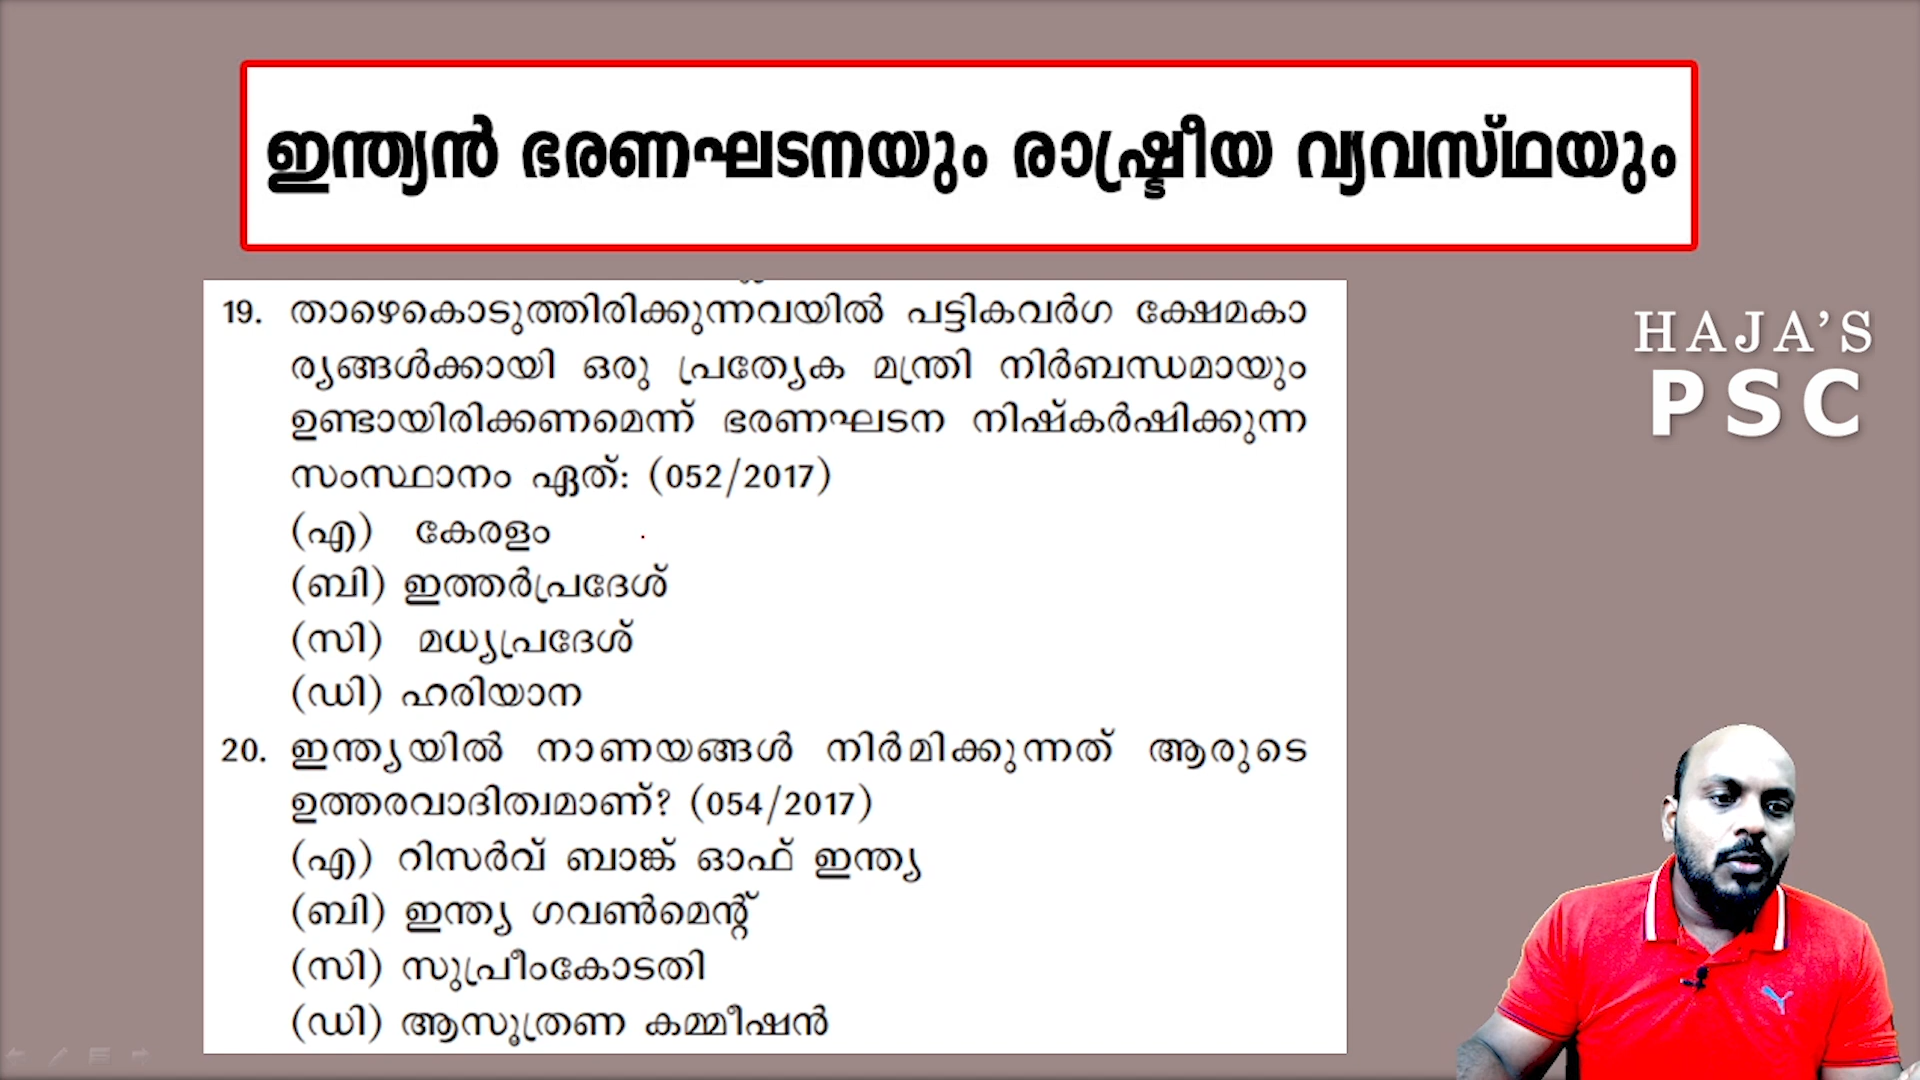 ഇന്ത്യൻ ഭരണഘടനയും രാഷ്ട്രീയ വ്യവസ്ഥയും
19. താഴെകൊടുത്തിരിക്കുന്നവയിൽ പട്ടികവർഗ ക്ഷേമകാ
ര്യങ്ങൾക്കായി ഒരു പ്രത്യേക മന്ത്രി നിർബന്ധമായും
ഉണ്ടായിരിക്കണമെന്ന് ഭരണഘടന നിഷ്കർഷിക്കുന്ന
സംസ്ഥാനം ഏത്: (052/2017)
(എ) കേരളം
(ബി) ഇത്തർപ്രദേശ്
(സി) മധ്യപ്രദേശ്
(ഡി) ഹരിയാന
20. ഇന്ത്യയിൽ നാണയങ്ങൾ നിർമിക്കുന്നത് ആരുടെ
ഉത്തരവാദിത്വമാണ്? (054/2017)
(എ) റിസർവ് ബാങ്ക് ഓഫ് ഇന്ത്യ
(ബി) ഇന്ത്യ ഗവൺമെന്റ്
(സി) സുപ്രീംകോടതി
(ഡി) ആസൂത്രണ കമ്മീഷൻ
HAJA'S
PSC